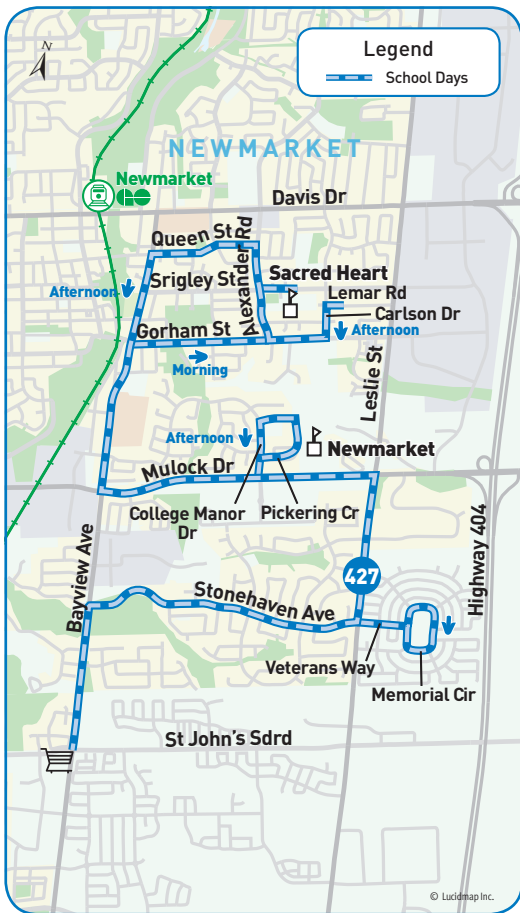 Legend
School Days
N
NEWMARKET
Newmarket
Davis Dr
Queen St
Alexander Rd
Srigley St
Sacred Heart
Afternoon
Lemar Rd
Carlson Dr
Gorham St
Afternoon
Morning
Leslie St
Afternoon
Newmarket
Mulock Dr
College Manor
Dr
Pickering Cr
Highway 404
427
Bayview Ave
Stonehaven Ave
Veterans Way
Memorial Cir
St John's Sdrd
© Lucidmap Inc.